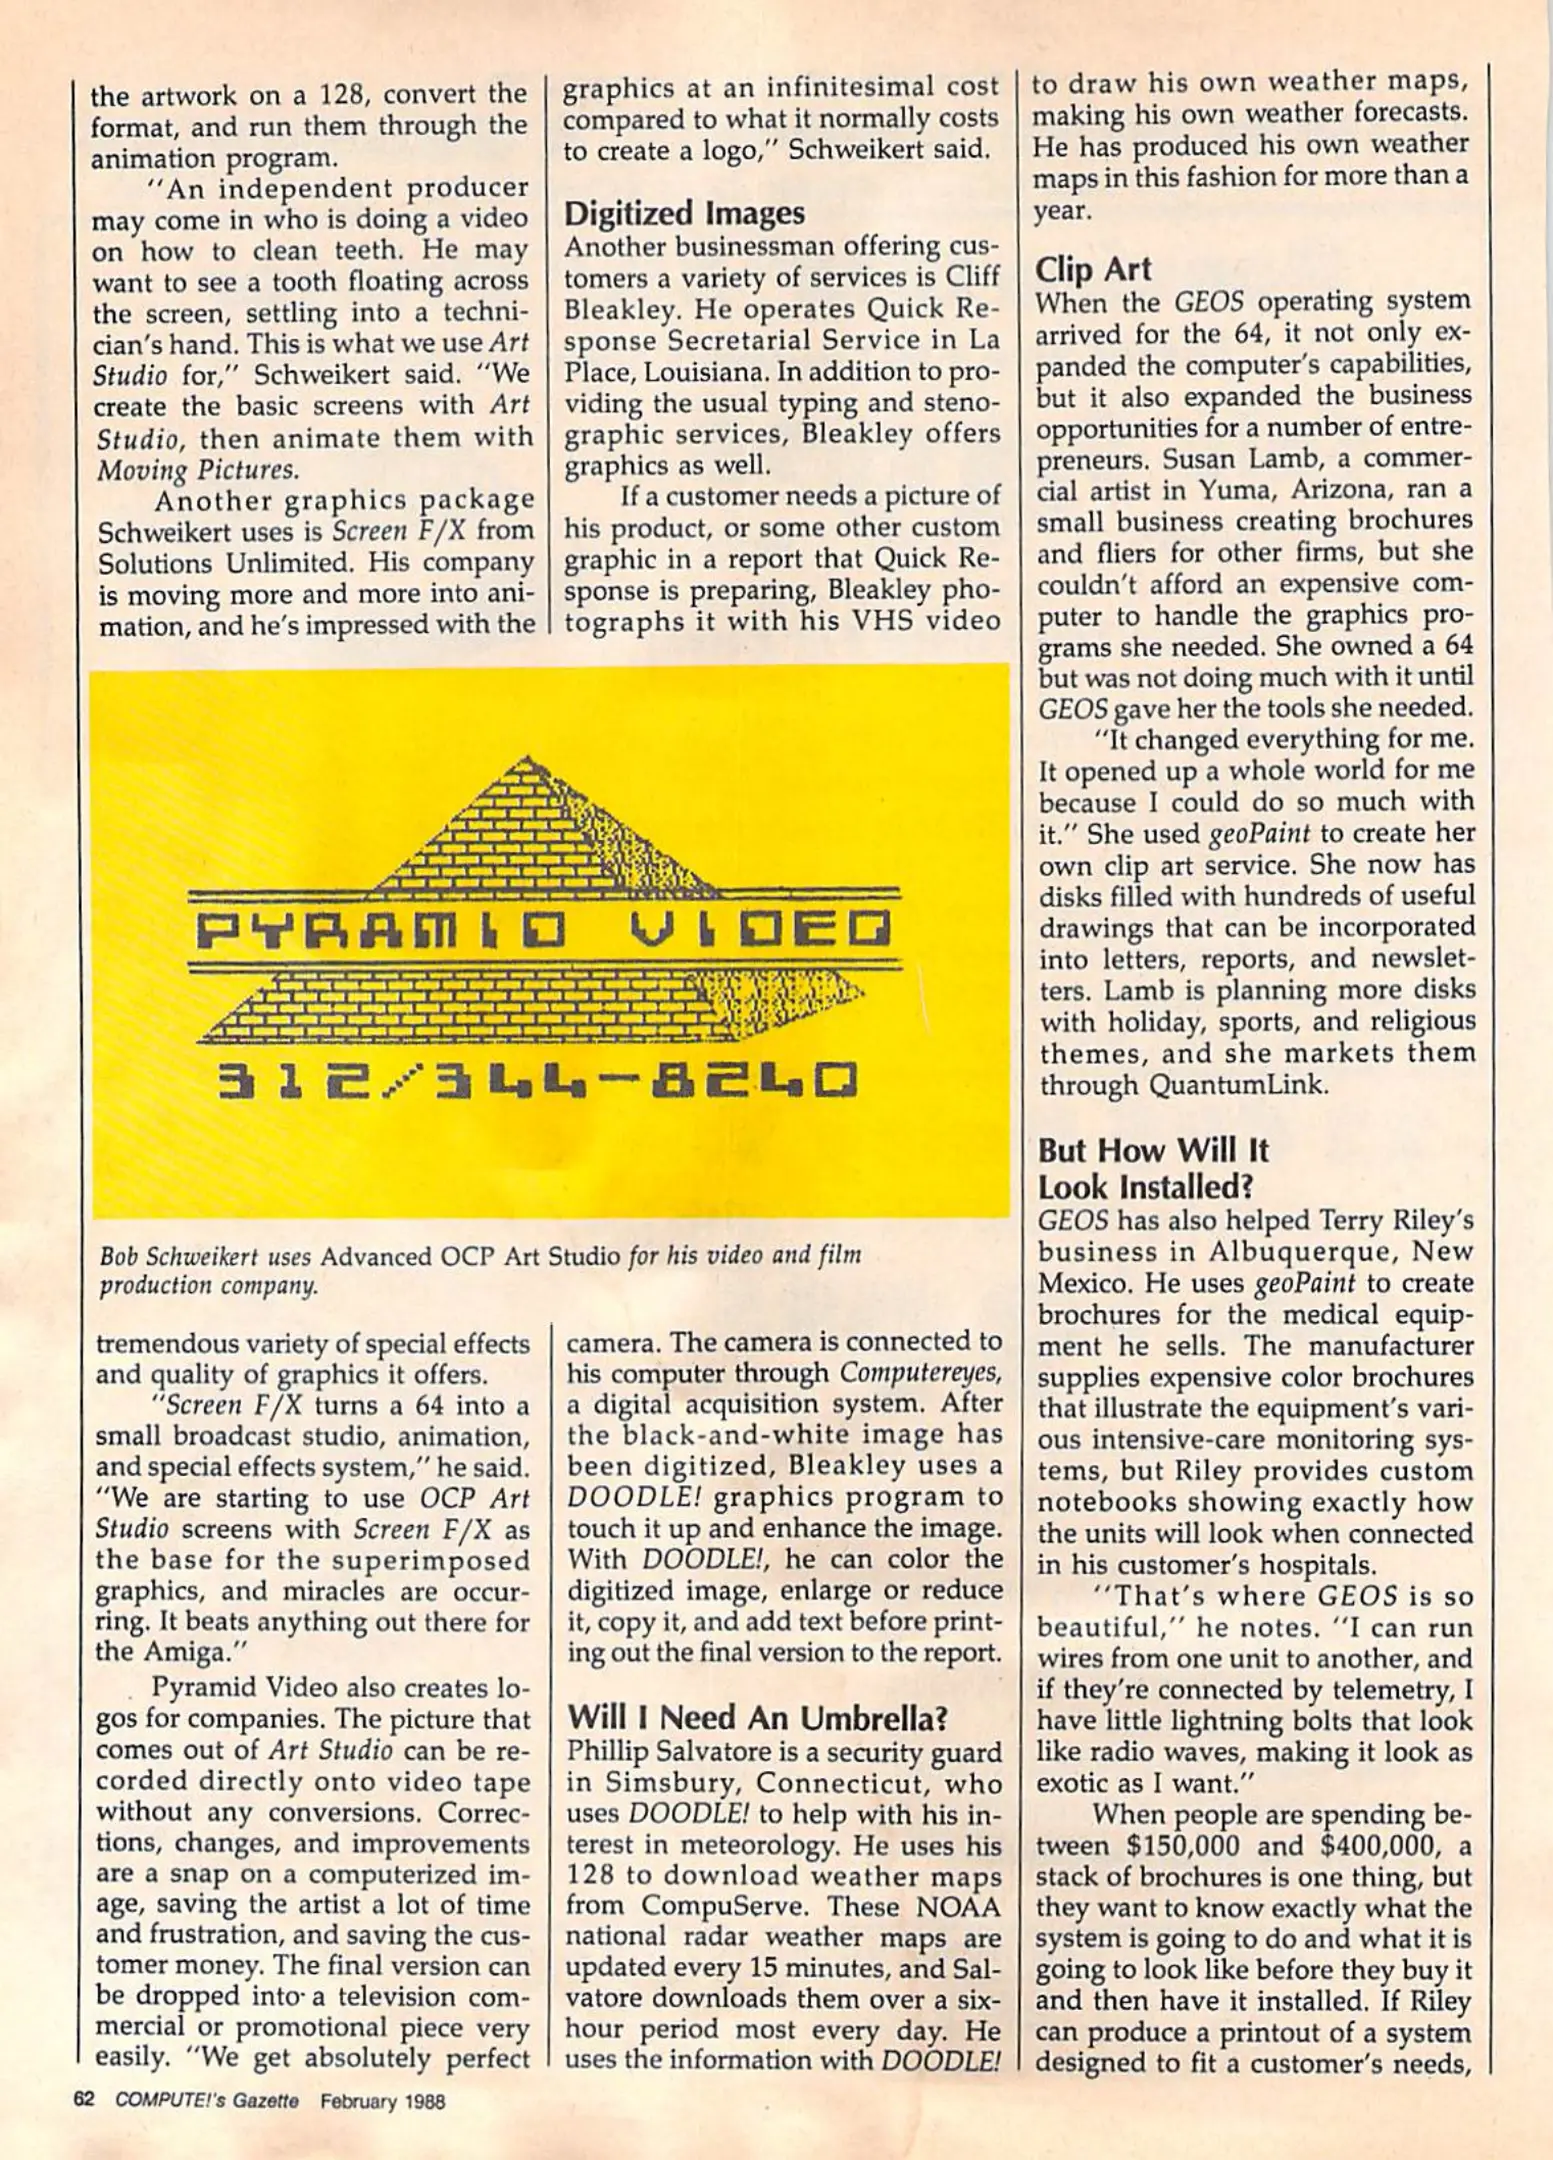 the artwork on a 128, convert the
format, and run them through the
animation program.
"An independent producer
may come in who is doing a video
on how to clean teeth. He may
want to see a tooth floating across
the screen, settling into a techni-
cian's hand. This is what we use Art
Studio for," Schweikert said. "We
create the basic screens with Art
Studio, then animate them with
Moving Pictures.
Another graphics package
Schweikert uses is Screen F/X from
Solutions Unlimited. His company
is moving more and more into ani-
mation, and he's impressed with the
tremendous variety of special effects
and quality of graphics it offers.
"Screen F/X turns a 64 into a
small broadcast studio, animation,
and special effects system," he said.
"We are starting to use OCP Art
Studio screens with Screen F/X as
the base for the superimposed
graphics, and miracles are occur-
ring. It beats anything out there for
the Amiga."
Pyramid Video also creates lo-
gos for companies. The picture that
comes out of Art Studio can be re-
corded directly onto video tape
without any conversions. Correc-
tions, changes, and improvements
are a snap on a computerized im-
age, saving the artist a lot of time
and frustration, and saving the cus-
tomer money. The final version can
be dropped into a television com-
mercial or promotional piece very
easily. "We get absolutely perfect
graphics at an infinitesimal cost
compared to what it normally costs
to create a logo," Schweikert said.
Digitized Images
Another businessman offering cus-
tomers a variety of services is Cliff
Bleakley. He operates Quick Re-
sponse Secretarial Service in La
Place, Louisiana. In addition to pro-
viding the usual typing and steno-
graphic services, Bleakley offers
graphics as well.
If a customer needs a picture of
his product, or some other custom
graphic in a report that Quick Re-
sponse is preparing, Bleakley pho-
tographs it with his VHS video
camera. The camera is connected to
his computer through Computereyes,
a digital acquisition system. After
the black-and-white image has
been digitized, Bleakley uses a
DOODLE! graphics program to
touch it up and enhance the image.
With DOODLE!, he can color the
digitized image, enlarge or reduce
it, copy it, and add text before print-
ing out the final version to the report.
Will I Need An Umbrella?
Phillip Salvatore is a security guard
in Simsbury, Connecticut, who
uses DOODLE! to help with his in-
terest in meteorology. He uses his
128 to download weather maps
from CompuServe. These NOAA
national radar weather maps are
updated every 15 minutes, and Sal-
vatore downloads them over a six-
hour period most every day. He
uses the information with DOODLE!
to draw his own weather maps,
making his own weather forecasts.
He has produced his own weather
maps in this fashion for more than a
year.
Clip Art
When the GEOS operating system
arrived for the 64, it not only ex-
panded the computer's capabilities,
but it also expanded the business
opportunities for a number of entre-
preneurs. Susan Lamb, a commer-
cial artist in Yuma, Arizona, ran a
small business creating brochures
and fliers for other firms, but she
couldn't afford an expensive com-
puter to handle the graphics pro-
grams she needed. She owned a 64
but was not doing much with it until
GEOS gave her the tools she needed.
"It changed everything for me.
It opened up a whole world for me
because I could do so much with
it." She used geoPaint to create her
own clip art service. She now has
disks filled with hundreds of useful
drawings that can be incorporated
into letters, reports, and newslet-
ters. Lamb is planning more disks
with holiday, sports, and religious
themes, and she markets them
through QuantumLink.
But How Will It
Look Installed?
GEOS has also helped Terry Riley's
business in Albuquerque, New
Mexico. He uses geoPaint to create
brochures for the medical equip-
ment he sells. The manufacturer
supplies expensive color brochures
that illustrate the equipment's vari-
ous intensive-care monitoring sys-
tems, but Riley provides custom
notebooks showing exactly how
the units will look when connected
in his customer's hospitals.
"That's where GEOS is so
beautiful," he notes. "I can run
wires from one unit to another, and
if they're connected by telemetry, I
have little lightning bolts that look
like radio waves, making it look as
exotic as I want."
When people are spending be-
tween $150,000 and $400,000, a
stack of brochures is one thing, but
they want to know exactly what the
system is going to do and what it is
going to look like before they buy it
and then have it installed. If Riley
can produce a printout of a system
designed to fit a customer's needs,
PYRAMID VIDEO
312/344-8240
Bob Schweikert uses Advanced OCP Art Studio for his video and film
production company.
62 COMPUTE!'s Gazette February 1988